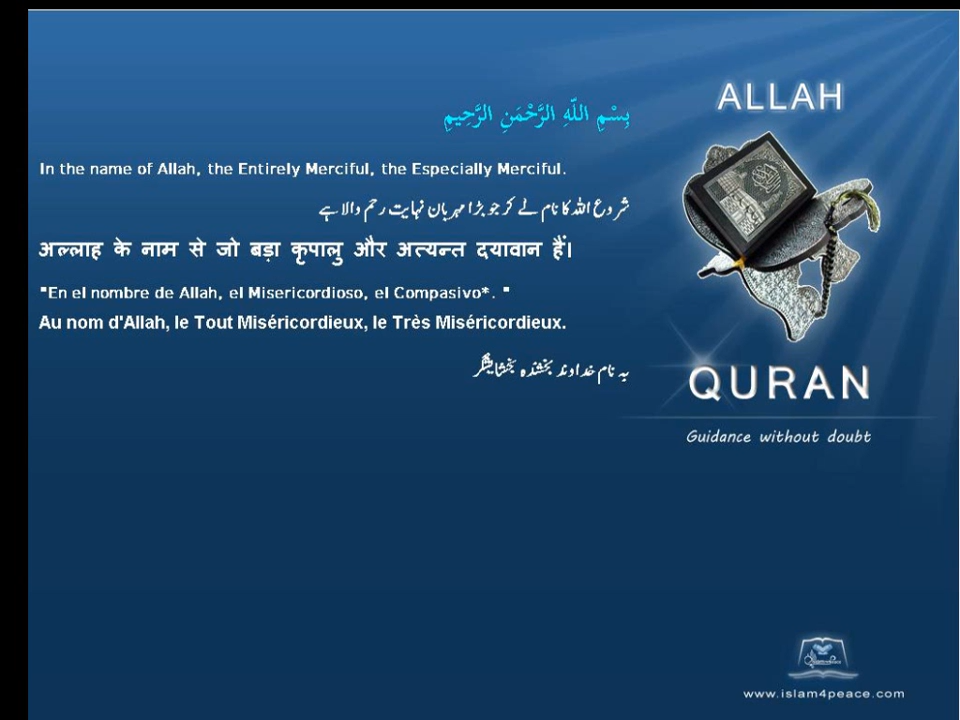 بِسْمِ اللّهِ الرَّحْمَنِ الرَّحِيمِ
In the name of Allah, the Entirely Merciful, the Especially Merciful.
شروع اللہ کا نام لے کر جو بڑا مہربان نہایت رحم والا ہے
अल्लाह के नाम से जो बड़ा कृपालु और अत्यन्त दयावान हैं।
"En el nombre de Allah, el Misericordioso, el Compasivo*. "
Au nom d'Allah, le Tout Miséricordieux, le Très Miséricordieux.
به نام خداوند بخشنده بخشایشگر
ALLAH
QURAN
Guidance without doubt
www.islam4peace.com